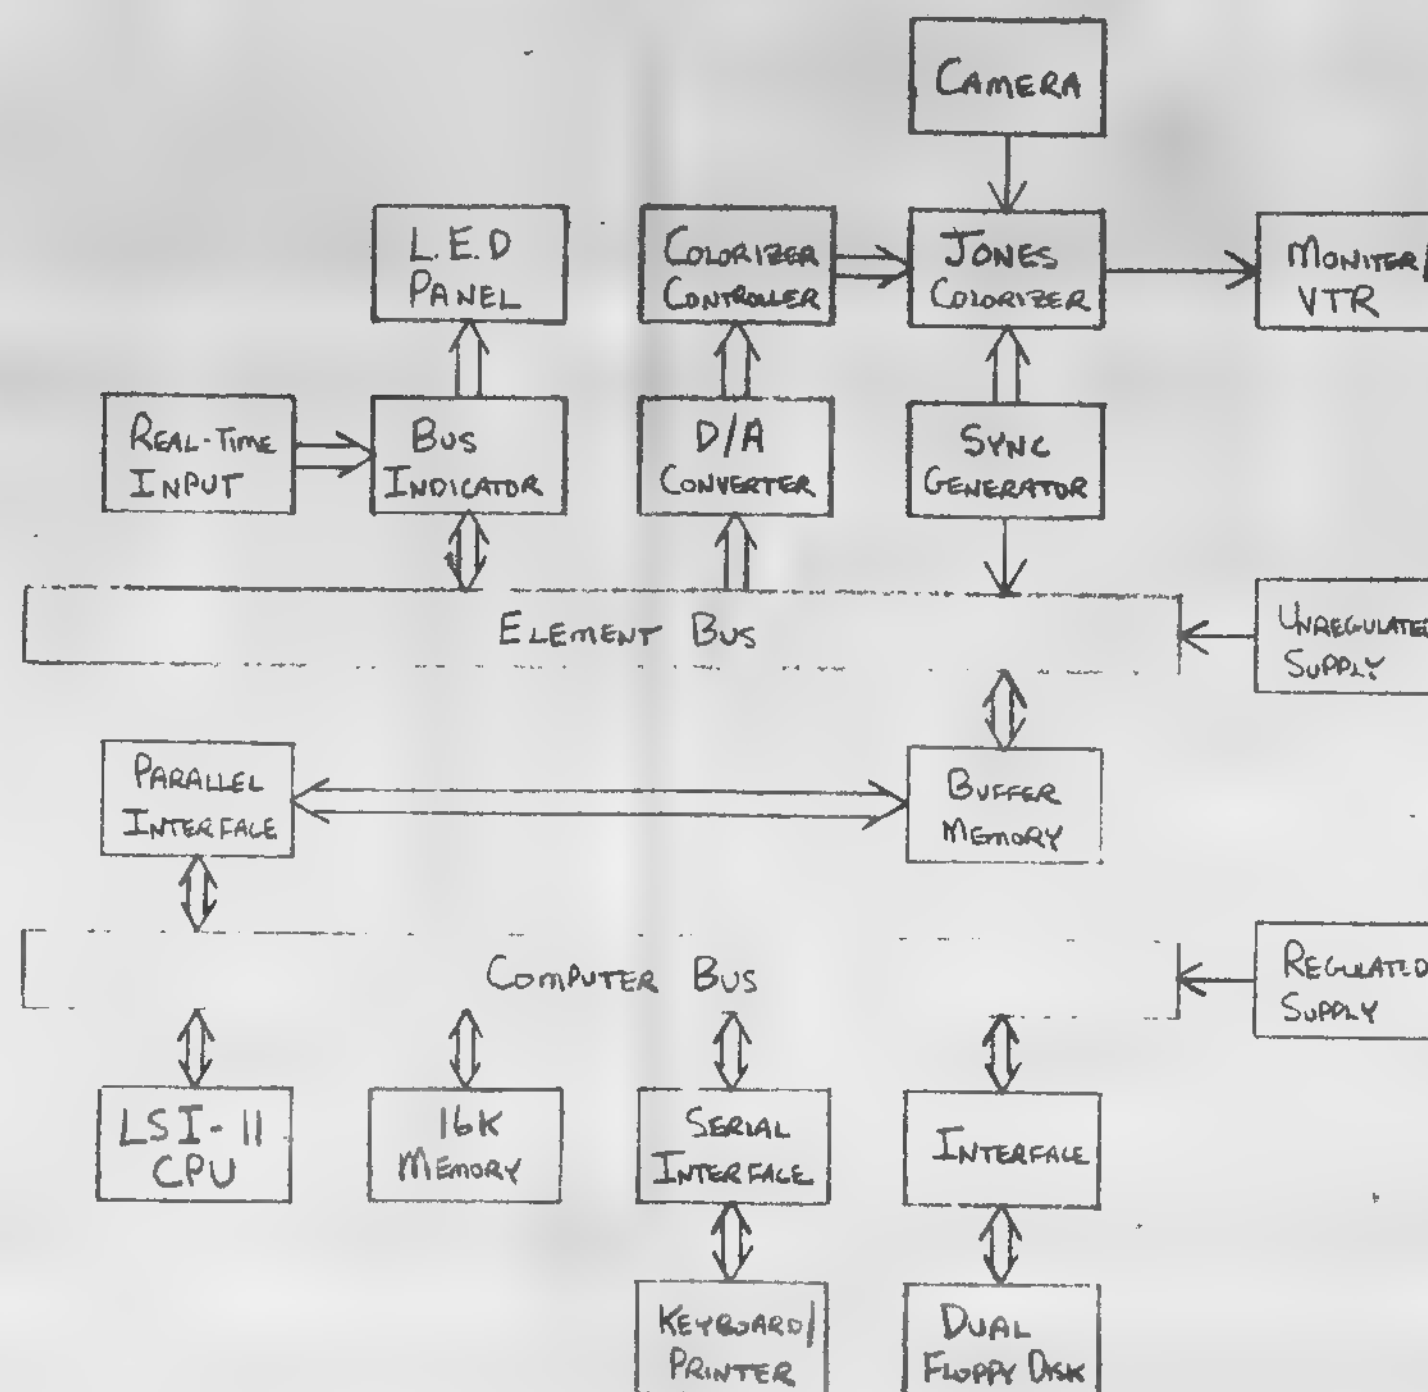 CAMERA
L.E.D
PANEL
COLORIZER
CONTROLLER
JONES
COLORIZER
MONITER/
VTR
REAL-TIME
INPUT
BUS
INDICATOR
D/A
CONVERTER
SYNC
GENERATOR
ELEMENT BUS
UNREGULATED
SUPPLY
PARALLEL
INTERFACE
BUFFER
MEMORY
COMPUTER BUS
REGULATED
SUPPLY
LSI-11
CPU
16K
MEMORY
SERIAL
INTERFACE
INTERFACE
KEYBOARD/
PRINTER
DUAL
FLOPPY DISK